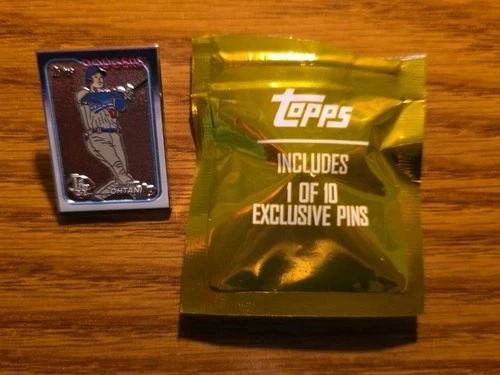 OHTANI
Topps
INCLUDES
1 OF 10
EXCLUSIVE PINS